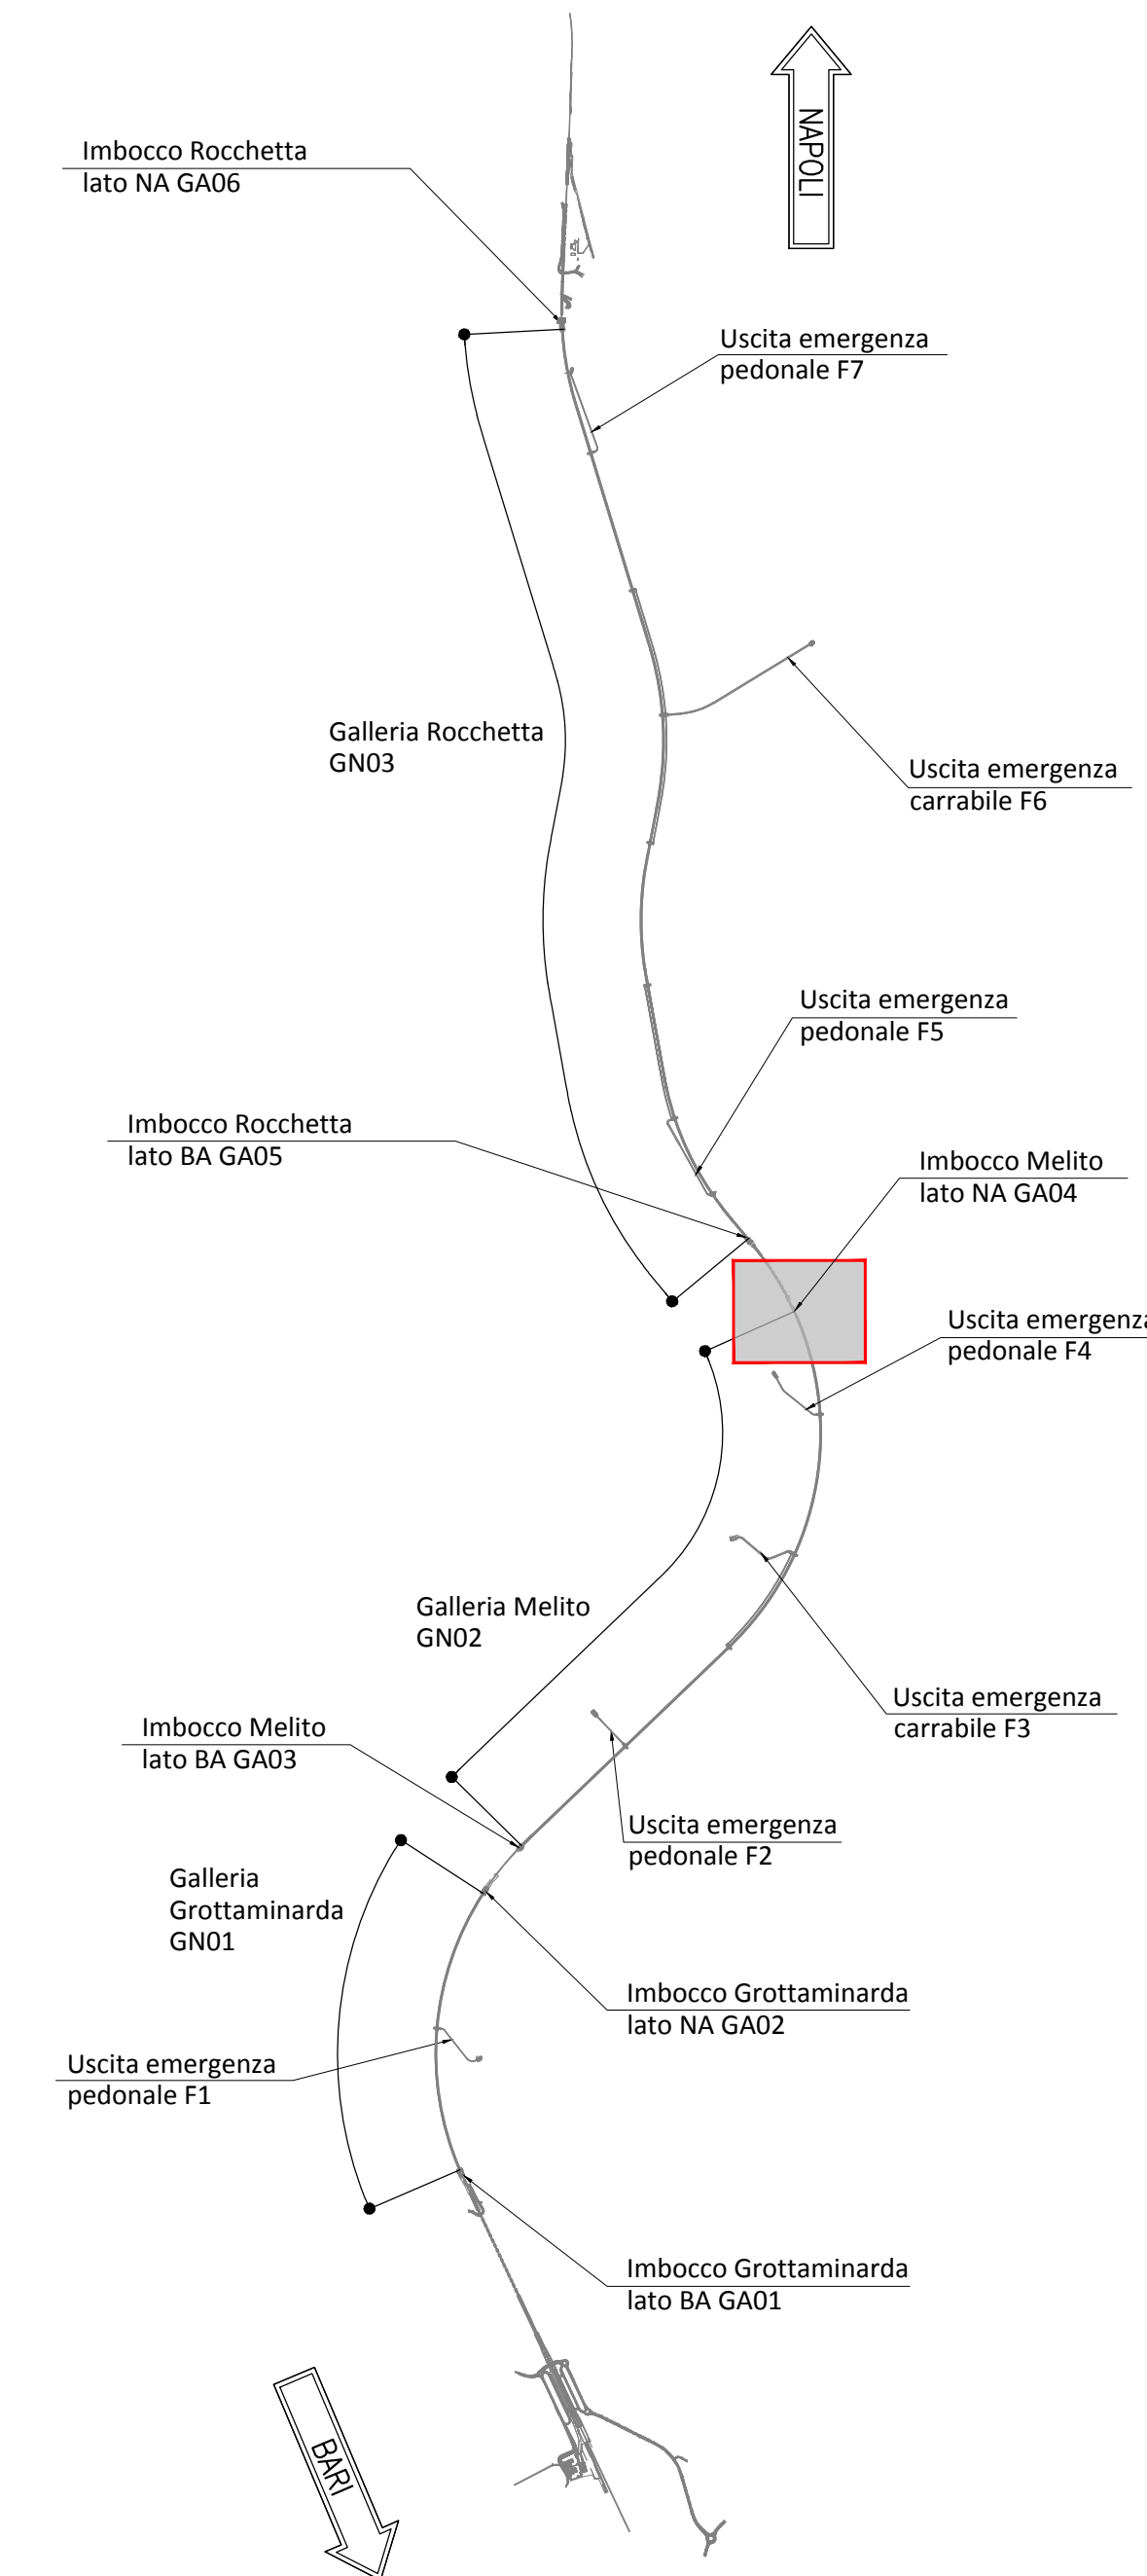 NAPOLI
Imbocco Rocchetta
lato NA GA06
Uscita emergenza
pedonale F7
Galleria Rocchetta
GN03
Uscita emergenza
carrabile F6
Uscita emergenza
pedonale F5
Imbocco Rocchetta
lato BA GA05
Imbocco Melito
lato NA GA04
Uscita emergenza
pedonale F4
Galleria Melito
GN02
Uscita emergenza
carrabile F3
Imbocco Melito
lato BA GA03
Uscita emergenza
pedonale F2
Galleria
Grottaminarda
GN01
Imbocco Grottaminarda
lato NA GA02
Uscita emergenza
pedonale F1
Imbocco Grottaminarda
lato BA GA01
BARI